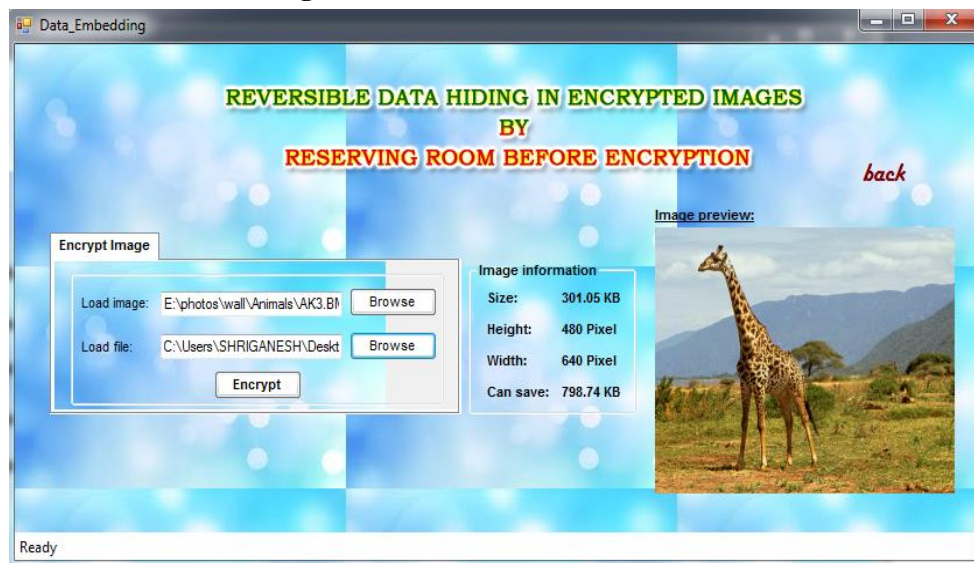 Data_Embedding
REVERSIBLE DATA HIDING IN ENCRYPTED IMAGES
BY
RESERVING ROOM BEFORE ENCRYPTION
back
Image preview:
Encrypt Image
Load image: E:\photos\wall\Animals\AK3.BM Browse
Load file: C:\Users\SHRIGANESH\Deskt Browse
Encrypt
Image information
Size: 301.05 KB
Height: 480 Pixel
Width: 640 Pixel
Can save: 798.74 KB
Ready